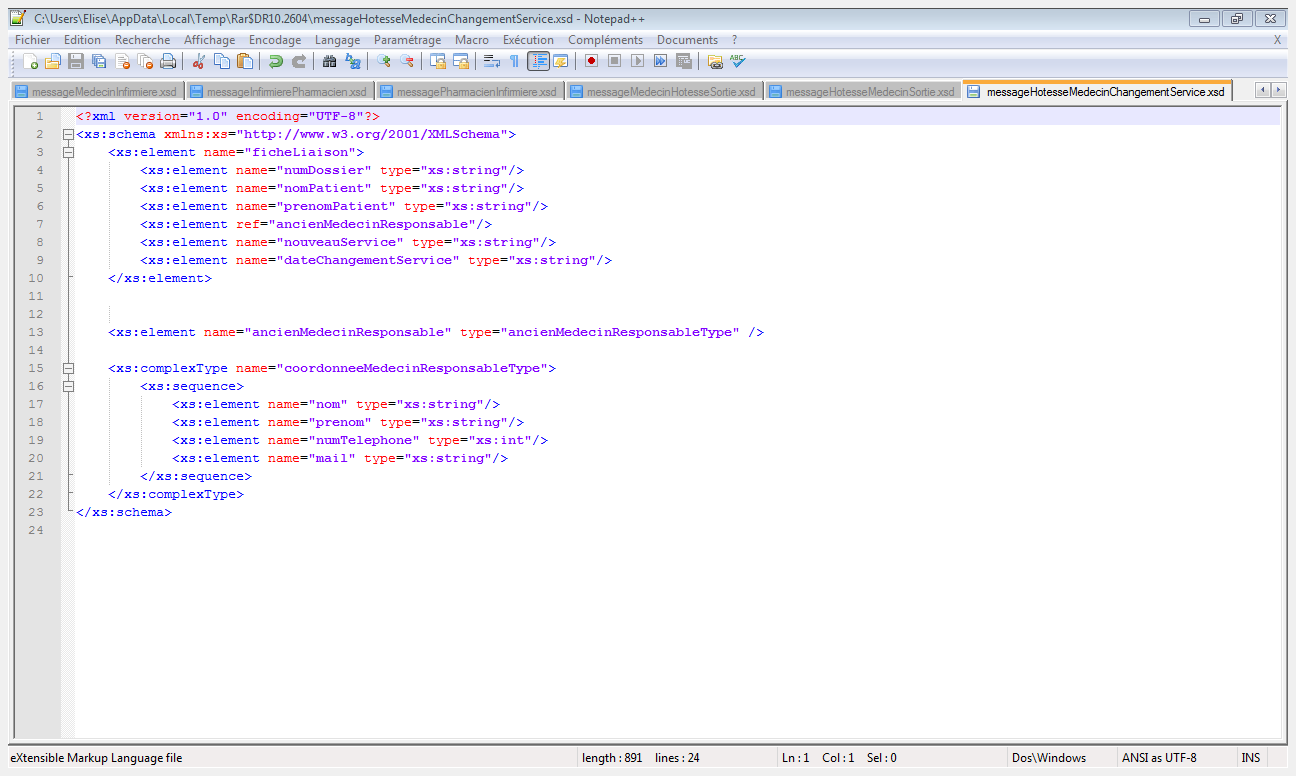 C:\Users\Elise\AppData\Local\Temp\Rar$DR10.2604\messageHotesseMedecinChangementService.xsd - Notepad++
Fichier Edition Recherche Affichage Encodage Langage Paramétrage Macro Exécution Compléments Documents ? X
messageMedecinInfirmiere.xsd messageInfirmierePharmacien.xsd messagePharmacienInfirmiere.xsd messageMedecinHotesseSortie.xsd messageHotesseMedecinSortie.xsd messageHotesseMedecinChangementService.xsd
1 <?xml version="1.0" encoding="UTF-8"?>
2 <xs:schema xmlns:xs="http://www.w3.org/2001/XMLSchema">
3 <xs:element name="ficheLiaison">
4 <xs:element name="numDossier" type="xs:string"/>
5 <xs:element name="nomPatient" type="xs:string"/>
6 <xs:element name="prenomPatient" type="xs:string"/>
7 <xs:element ref="ancienMedecinResponsable"/>
8 <xs:element name="nouveauService" type="xs:string"/>
9 <xs:element name="dateChangementService" type="xs:string"/>
10 </xs:element>
11
12
13 <xs:element name="ancienMedecinResponsable" type="ancienMedecinResponsableType" />
14
15 <xs:complexType name="coordonneeMedecinResponsableType">
16 <xs:sequence>
17 <xs:element name="nom" type="xs:string"/>
18 <xs:element name="prenom" type="xs:string"/>
19 <xs:element name="numTelephone" type="xs:int"/>
20 <xs:element name="mail" type="xs:string"/>
21 </xs:sequence>
22 </xs:complexType>
23 </xs:schema>
24
eXtensible Markup Language file length : 891 lines : 24 Ln : 1 Col : 1 Sel : 0 Dos\Windows ANSI as UTF-8 INS